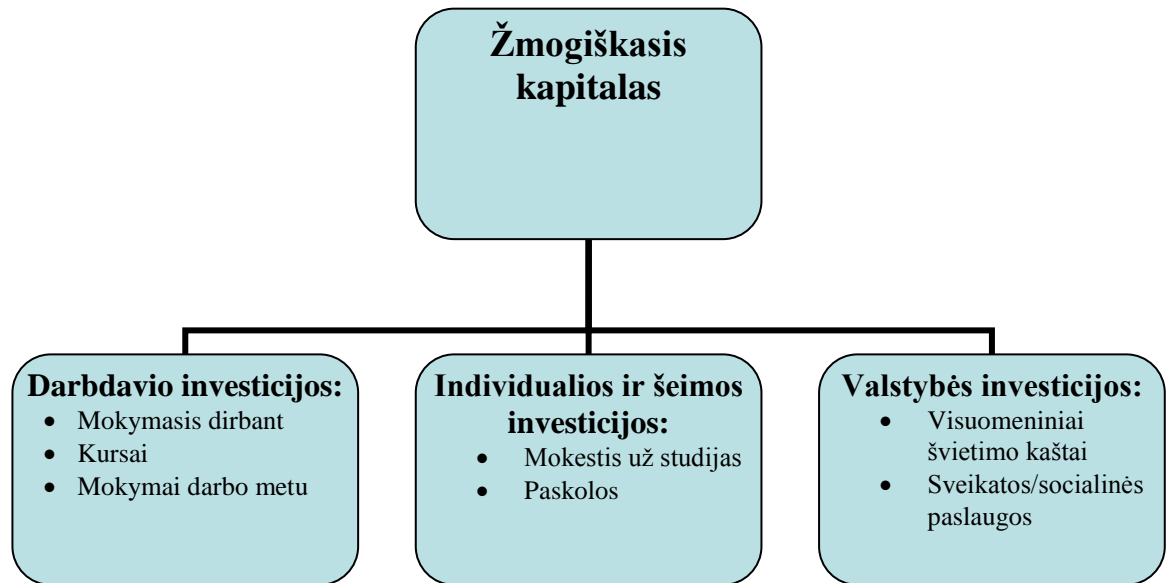 Žmogiškasis
kapitalas
Darbdavio investicijos:
• Mokymasis dirbant
• Kursai
• Mokymai darbo metu
Individualios ir šeimos
investicijos:
• Mokestis už studijas
• Paskolos
Valstybės investicijos:
• Visuomeniniai
švietimo kaštai
• Sveikatos/socialinės
paslaugos